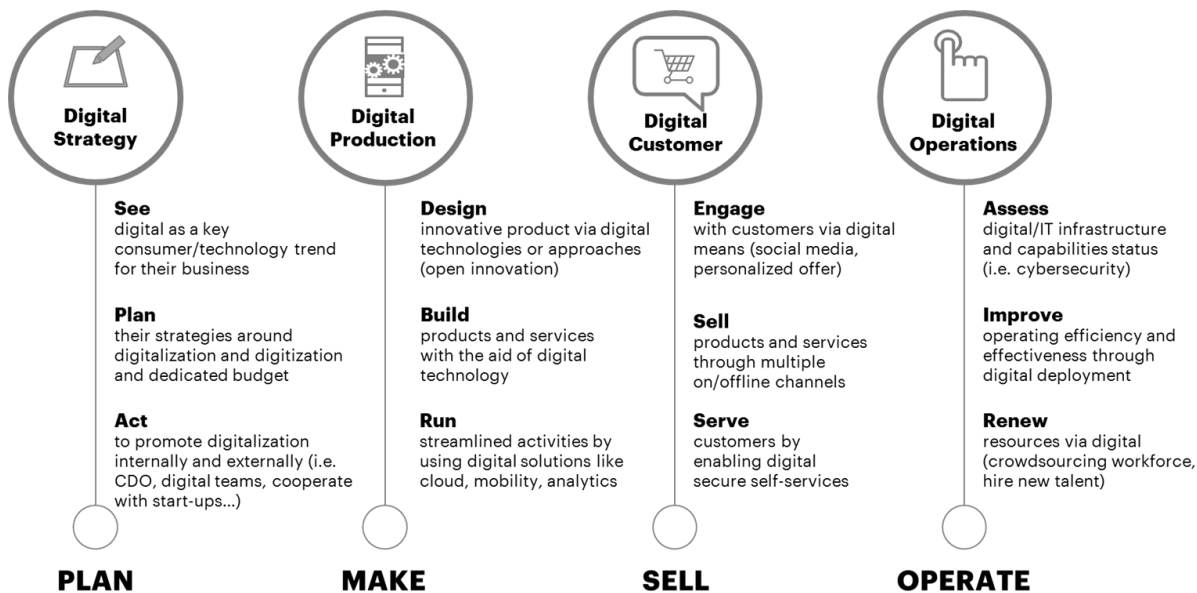 Digital
Strategy
See
digital as a key
consumer/technology trend
for their business
Plan
their strategies around
digitalization and digitization
and dedicated budget
Act
to promote digitalization
internally and externally (i.e.
CDO, digital teams, cooperate
with start-ups...)
PLAN
Digital
Production
Design
innovative product via digital
technologies or approaches
(open innovation)
Build
products and services
with the aid of digital
technology
Run
streamlined activities by
using digital solutions like
cloud, mobility, analytics
MAKE
Digital
Customer
Engage
with customers via digital
means (social media,
personalized offer)
Sell
products and services
through multiple
on/offline channels
Serve
customers by
enabling digital
secure self-services
SELL
Digital
Operations
Assess
digital/IT infrastructure
and capabilities status
(i.e. cybersecurity)
Improve
operating efficiency and
effectiveness through
digital deployment
Renew
resources via digital
(crowdsourcing workforce,
hire new talent)
OPERATE